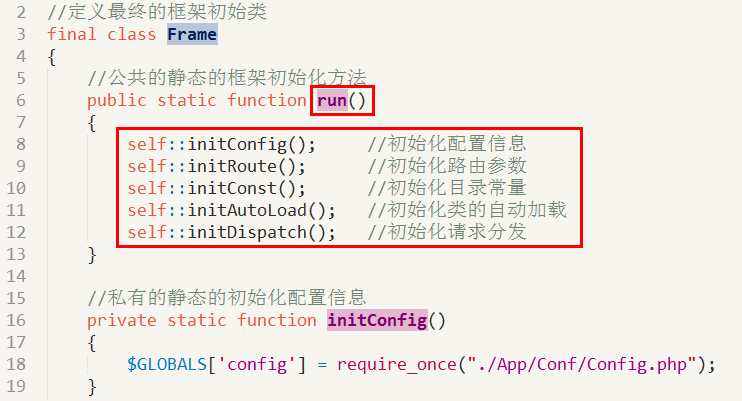 2 //定义最终的框架初始类
3 final class Frame
4 {
5 //公共的静态的框架初始化方法
6 public static function run()
7 {
8 self::initConfig(); //初始化配置信息
9 self::initRoute(); //初始化路由参数
10 self::initConst(); //初始化目录常量
11 self::initAutoLoad(); //初始化类的自动加载
12 self::initDispatch(); //初始化请求分发
13 }
14
15 //私有的静态的初始化配置信息
16 private static function initConfig()
17 {
18 $GLOBALS['config'] = require_once("./App/Conf/Config.php");
19 }